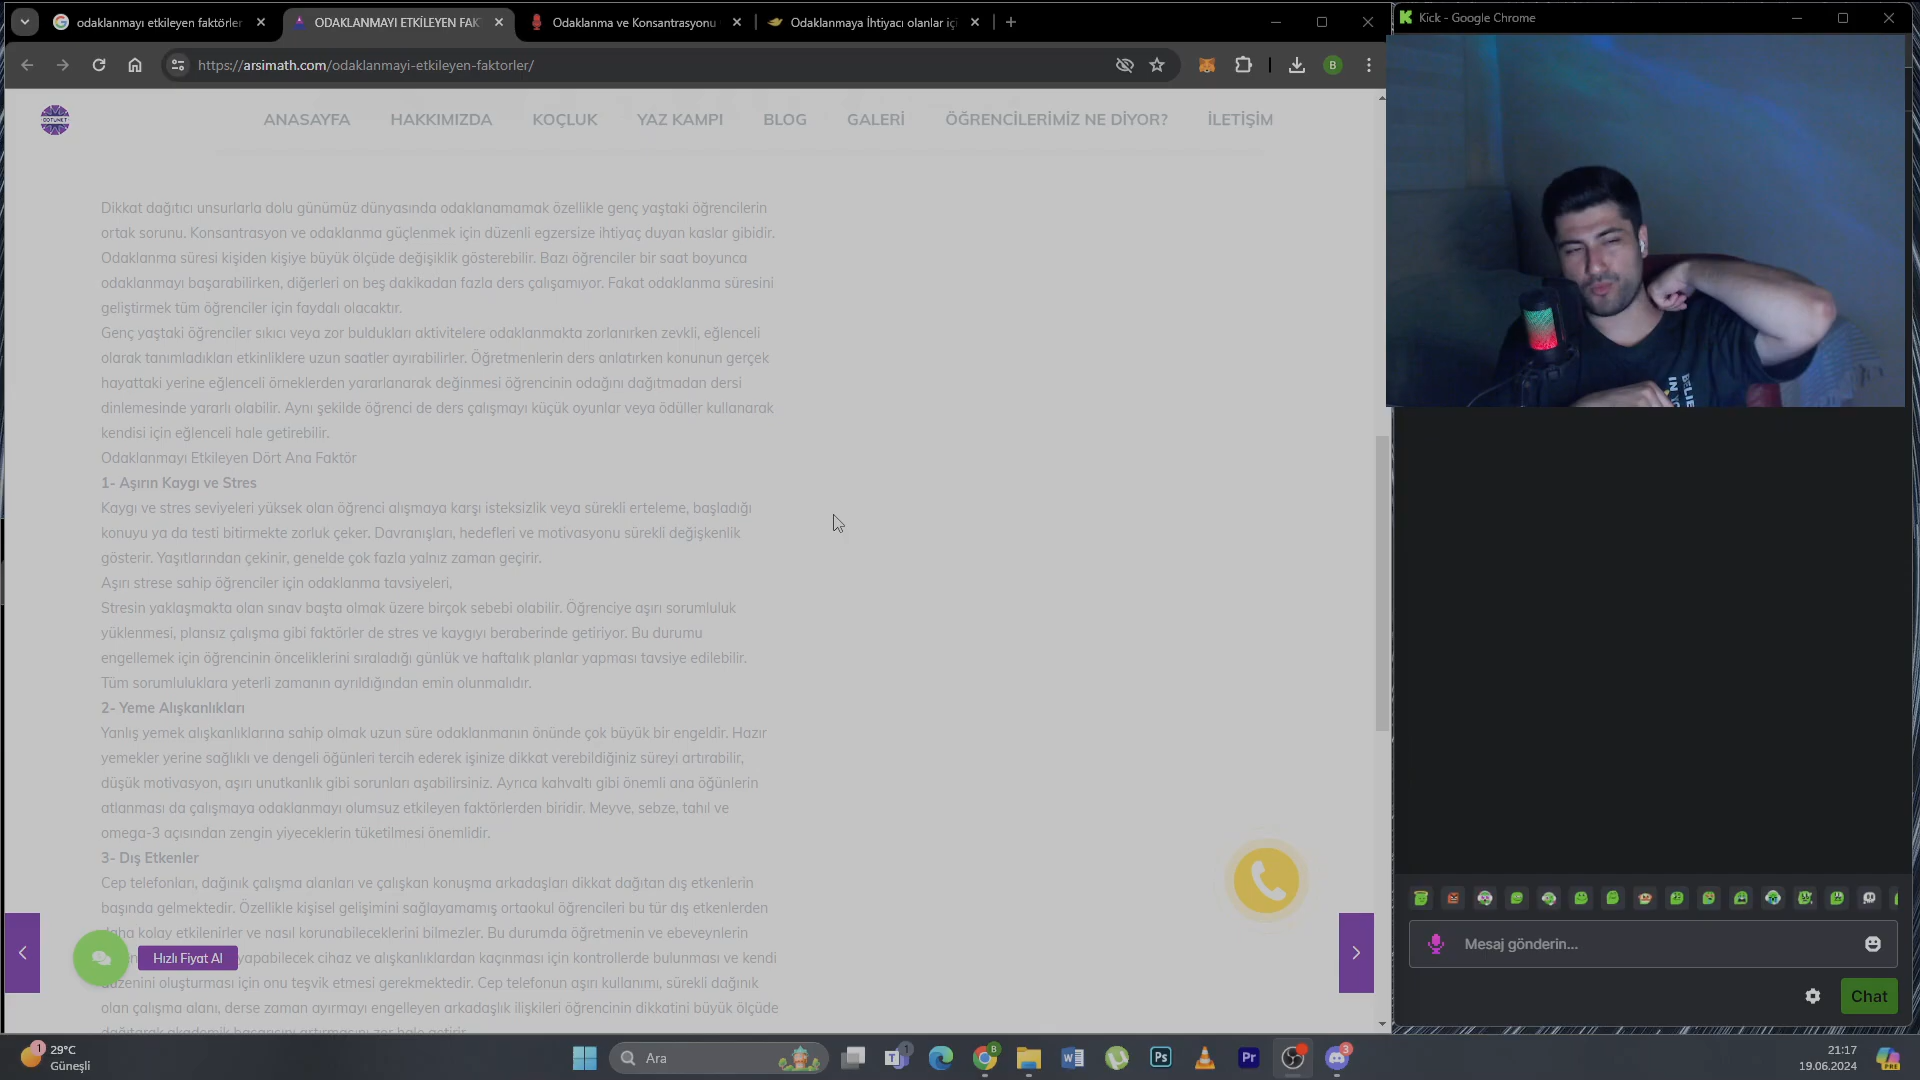 odaklanmayı etkileyen faktörler
ODAKLANMAYI ETKİLEYEN FAK
Odaklanma ve Konsantrasyonu
Odaklanmaya İhtiyacı olanlar içi
Kick - Google Chrome
https://arsimath.com/odaklanmayi-etkileyen-faktorler/
B
ANASAYFA
HAKKIMIZDA
KOÇLUK
YAZ KAMPI
BLOG
GALERİ
ÖĞRENCİLERİMİZ NE DİYOR?
İLETİŞİM
Dikkat dağıtıcı unsurlarla dolu günümüz dünyasında odaklanamamak özellikle genç yaştaki öğrencilerin
ortak sorunu. Konsantrasyon ve odaklanma güçlenmek için düzenli egzersize ihtiyaç duyan kaslar gibidir.
Odaklanma süresi kişiden kişiye büyük ölçüde değişiklik gösterebilir. Bazı öğrenciler bir saat boyunca
odaklanmayı başarabilirken, diğerleri on beş dakikadan fazla ders çalışamıyor. Fakat odaklanma süresini
geliştirmek tüm öğrenciler için faydalı olacaktır.
Genç yaştaki öğrenciler sıkıcı veya zor buldukları aktivitelere odaklanmakta zorlanırken zevkli, eğlenceli
olarak tanımladıkları etkinliklere uzun saatler ayırabilirler. Öğretmenlerin ders anlatırken konunun gerçek
hayattaki yerine eğlenceli örneklerden yararlanarak değinmesi öğrencinin odağını dağıtmadan dersi
dinlemesinde yararlı olabilir. Aynı şekilde öğrenci de ders çalışmayı küçük oyunlar veya ödüller kullanarak
kendisi için eğlenceli hale getirebilir.
Odaklanmayı Etkileyen Dört Ana Faktör
1- Aşırın Kaygı ve Stres
Kaygı ve stres seviyeleri yüksek olan öğrenci alışmaya karşı isteksizlik veya sürekli erteleme, başladığı
konuyu ya da testi bitirmekte zorluk çeker. Davranışları, hedefleri ve motivasyonu sürekli değişkenlik
gösterir. Yaşıtlarından çekinir, genelde çok fazla yalnız zaman geçirir.
Aşırı strese sahip öğrenciler için odaklanma tavsiyeleri,
Stresin yaklaşmakta olan sınav başta olmak üzere birçok sebebi olabilir. Öğrenciye aşırı sorumluluk
yüklenmesi, plansız çalışma gibi faktörler de stres ve kaygıyı beraberinde getiriyor. Bu durumu
engellemek için öğrencinin önceliklerini sıraladığı günlük ve haftalık planlar yapması tavsiye edilebilir.
Tüm sorumluluklara yeterli zamanın ayrıldığından emin olunmalıdır.
2- Yeme Alışkanlıkları
Yanlış yemek alışkanlıklarına sahip olmak uzun süre odaklanmanın önünde çok büyük bir engeldir. Hazır
yemekler yerine sağlıklı ve dengeli öğünleri tercih ederek işinize dikkat verebildiğiniz süreyi artırabilir,
düşük motivasyon, aşırı unutkanlık gibi sorunları aşabilirsiniz. Ayrıca kahvaltı gibi önemli ana öğünlerin
atlanması da çalışmaya odaklanmayı olumsuz etkileyen faktörlerden biridir. Meyve, sebze, tahıl ve
omega-3 açısından zengin yiyeceklerin tüketilmesi önemlidir.
3- Dış Etkenler
Cep telefonları, dağınık çalışma alanları ve çalışkan konuşma arkadaşları dikkat dağıtan dış etkenlerin
başında gelmektedir. Özellikle kişisel gelişimini sağlayamamış ortaokul öğrencileri bu tür dış etkenlerden
daha kolay etkilenirler ve nasıl korunabileceklerini bilmezler. Bu durumda öğretmenin ve ebeveynlerin
Hızlı Fiyat Al yapabilecek cihaz ve alışkanlıklardan kaçınması için kontrollerde bulunması ve kendi
düzenini oluşturması için onu teşvik etmesi gerekmektedir. Cep telefonun aşırı kullanımı, sürekli dağınık
olan çalışma alanı, derse zaman ayırmayı engelleyen arkadaşlık ilişkileri öğrencinin dikkatini büyük ölçüde
dağıtarak akademik başarısını artırmasını zor hale getirir.
BELIE
IN YO
Mesaj gönderin...
Chat
1
29°C
Güneşli
Ara
1
B
Ps
Pr
3
21:17
19.06.2024
PRE